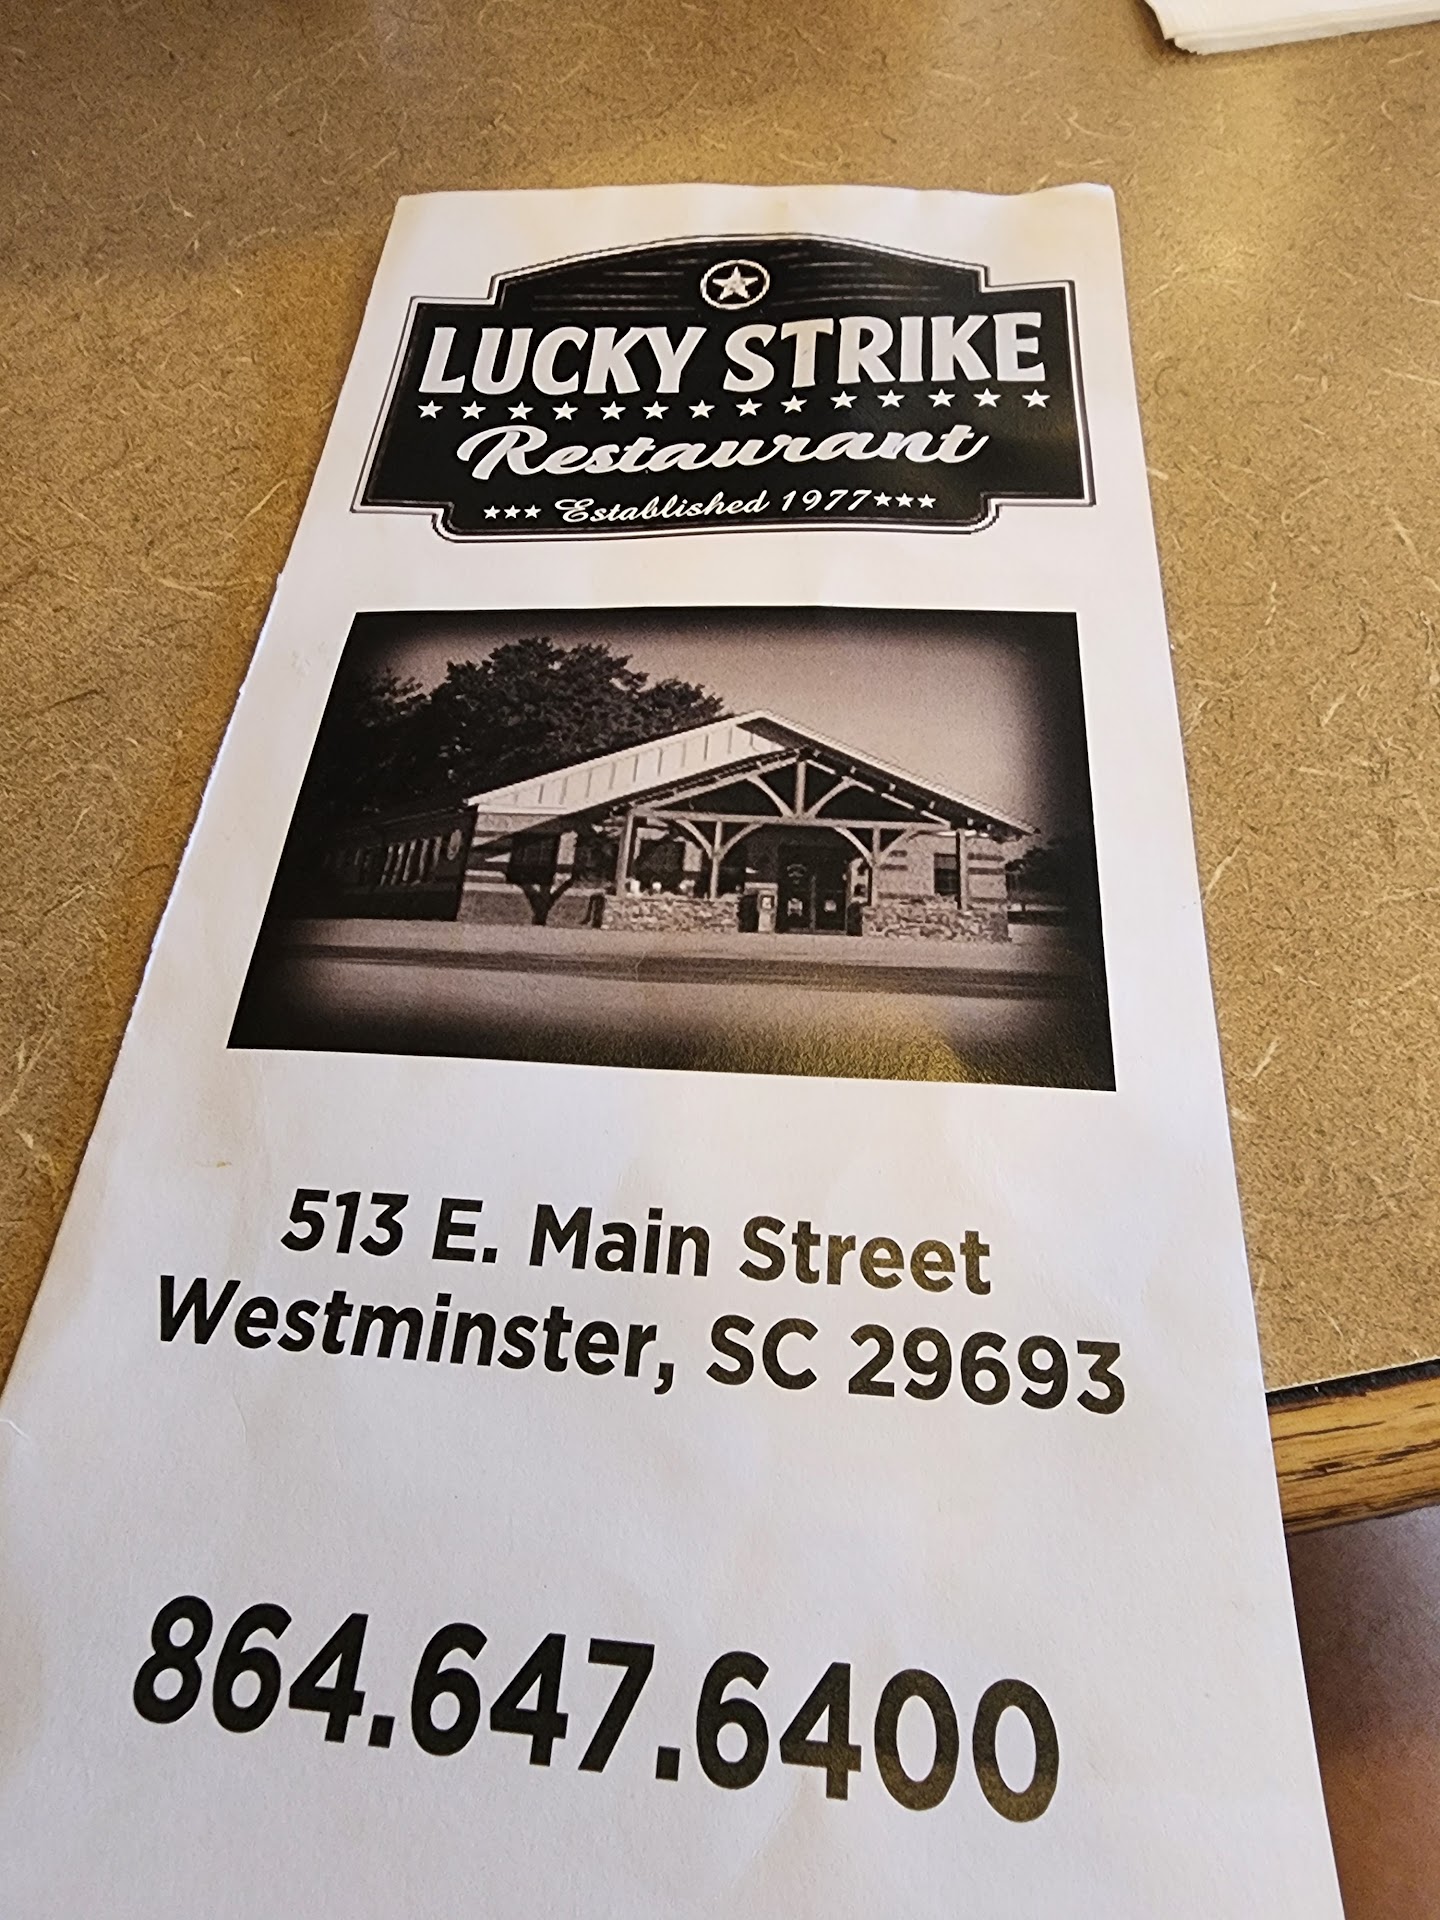 LUCKY STRIKE
Restaurant
Established 1977
513 E. Main Street
Westminster, SC 29693
864.647.6400